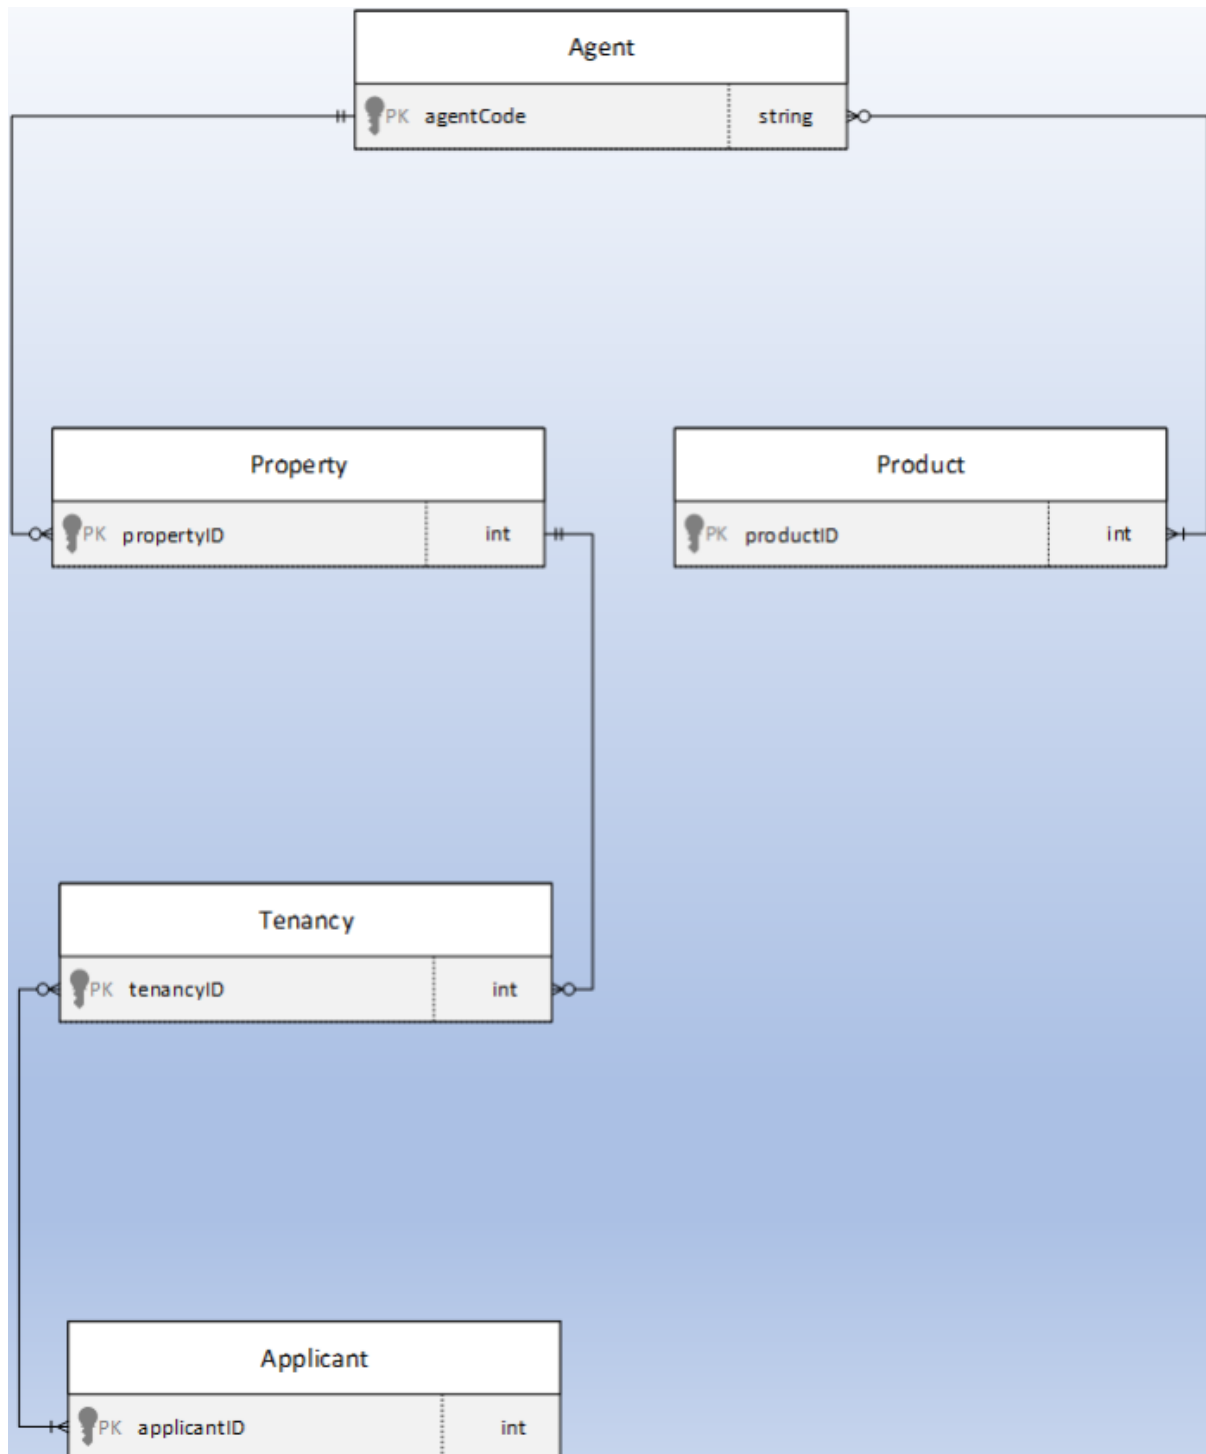 Agent
PK agentCode string
Property
PK propertyID int
Product
PK productID int
Tenancy
PK tenancyID int
Applicant
PK applicantID int